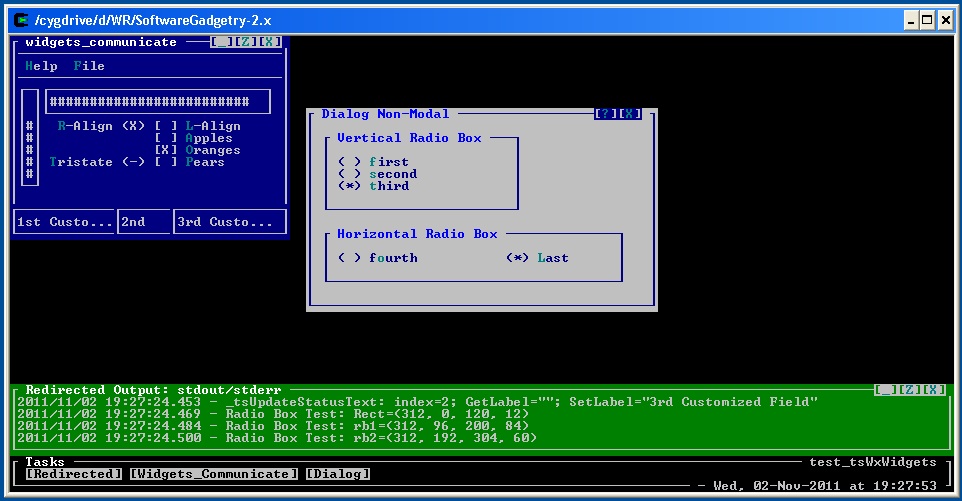 /cygdrive/d/WR/SoftwareGadgetry-2.x
widgets_communicate [_][Z][X]
Help File
#########################
#
#
#
#
#
R-Align (X) [ ] L-Align
[ ] Apples
[X] Oranges
Tristate (-) [ ] Pears
1st Custo... 2nd 3rd Custo...
Dialog Non-Modal [?][X]
Vertical Radio Box
( ) first
( ) second
(*) third
Horizontal Radio Box
( ) fourth (*) Last
Redirected Output: stdout/stderr [_][Z][X]
2011/11/02 19:27:24.453 - _tsUpdateStatusText: index=2; GetLabel=""; SetLabel="3rd Customized Field"
2011/11/02 19:27:24.469 - Radio Box Test: Rect=(312, 0, 120, 12)
2011/11/02 19:27:24.484 - Radio Box Test: rb1=(312, 96, 200, 84)
2011/11/02 19:27:24.500 - Radio Box Test: rb2=(312, 192, 304, 60)
Tasks test_tsWxWidgets
[Redirected] [Widgets_Communicate] [Dialog]
- Wed, 02-Nov-2011 at 19:27:53